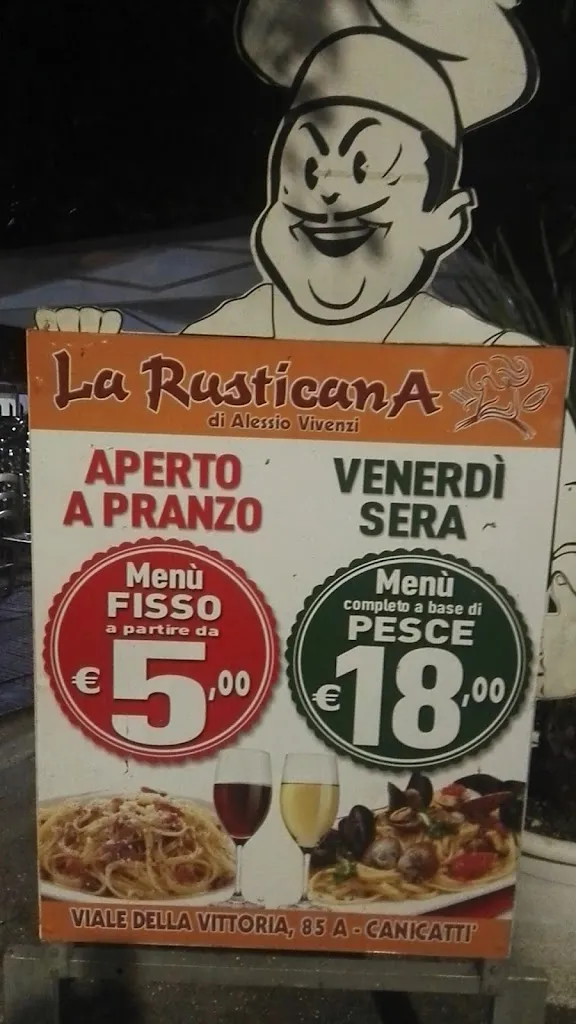 La RusticanA
di Alessio Vivenzi
APERTO
A PRANZO
Menù
FISSO
a partire da
€ 5,00
VENERDÌ
SERA
Menù
completo a base di
PESCE
€ 18,00
VIALE DELLA VITTORIA, 85 A - CANICATTI'